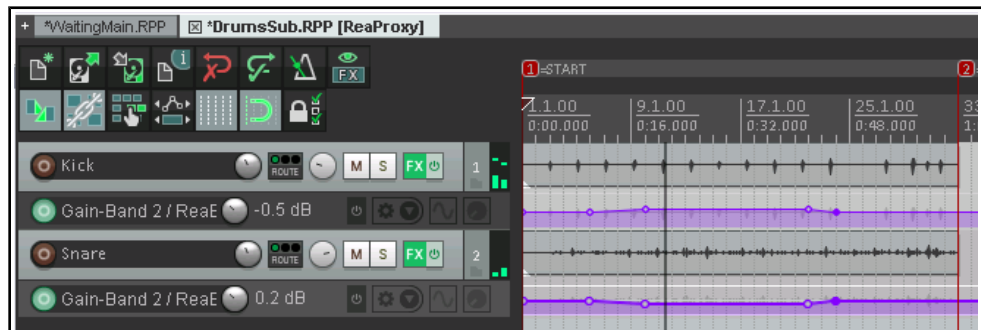 + *WaitingMain.RPP *DrumsSub.RPP [ReaProxy]
FX
1 =START 2
1.1.00 9.1.00 17.1.00 25.1.00 33
0:00.000 0:16.000 0:32.000 0:48.000 1:
Kick ROUTE M S FX 1
Gain-Band 2 / ReaE -0.5 dB
Snare ROUTE M S FX 2
Gain-Band 2 / ReaE 0.2 dB